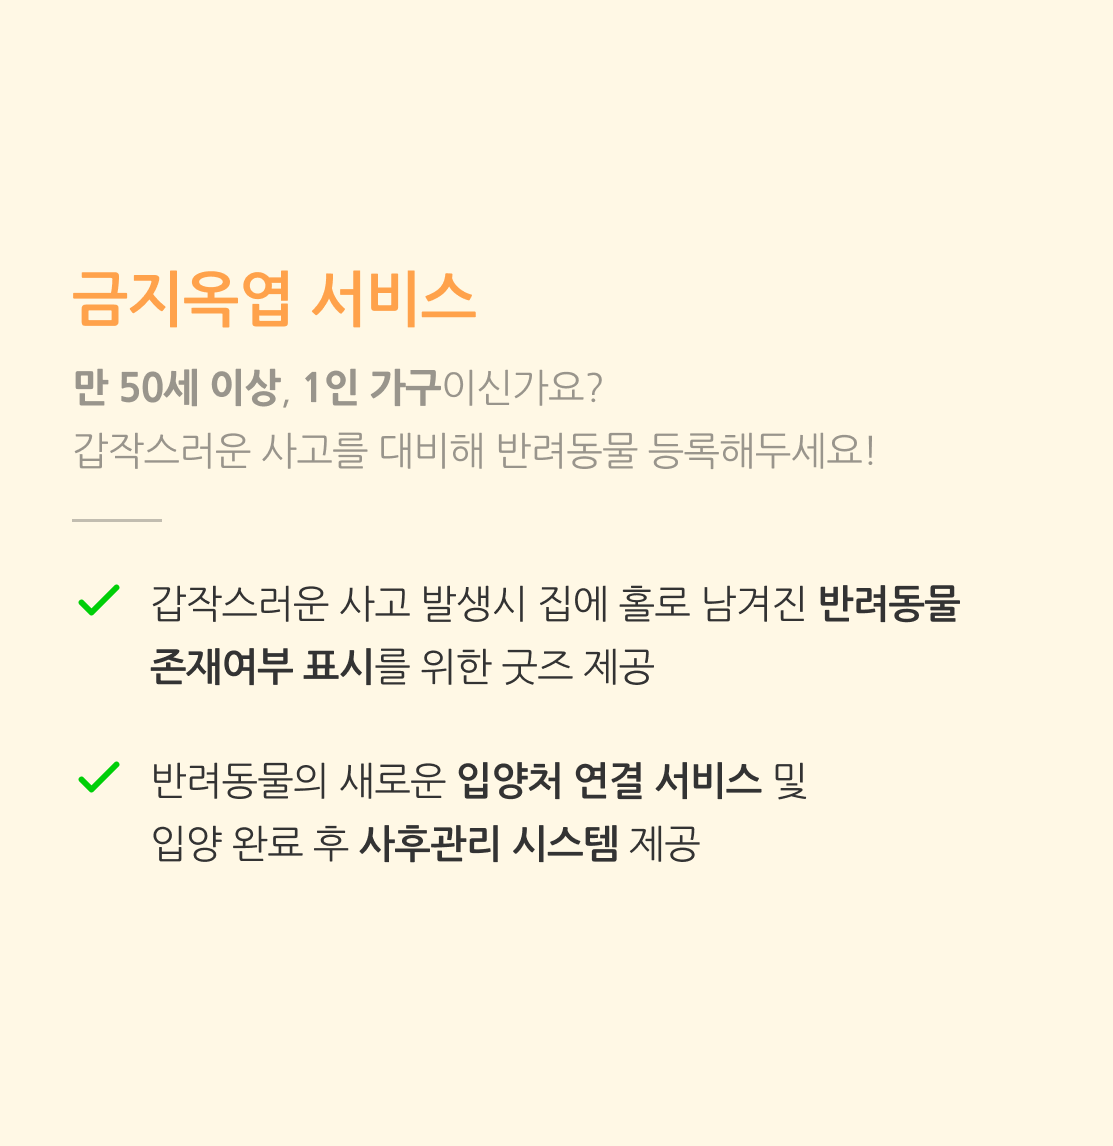 금지옥엽 서비스
만 50세 이상, 1인 가구이신가요?
갑작스러운 사고를 대비해 반려동물 등록해두세요!
갑작스러운 사고 발생시 집에 홀로 남겨진 반려동물
존재여부 표시를 위한 굿즈 제공
반려동물의 새로운 입양처 연결 서비스 및
입양 완료 후 사후관리 시스템 제공